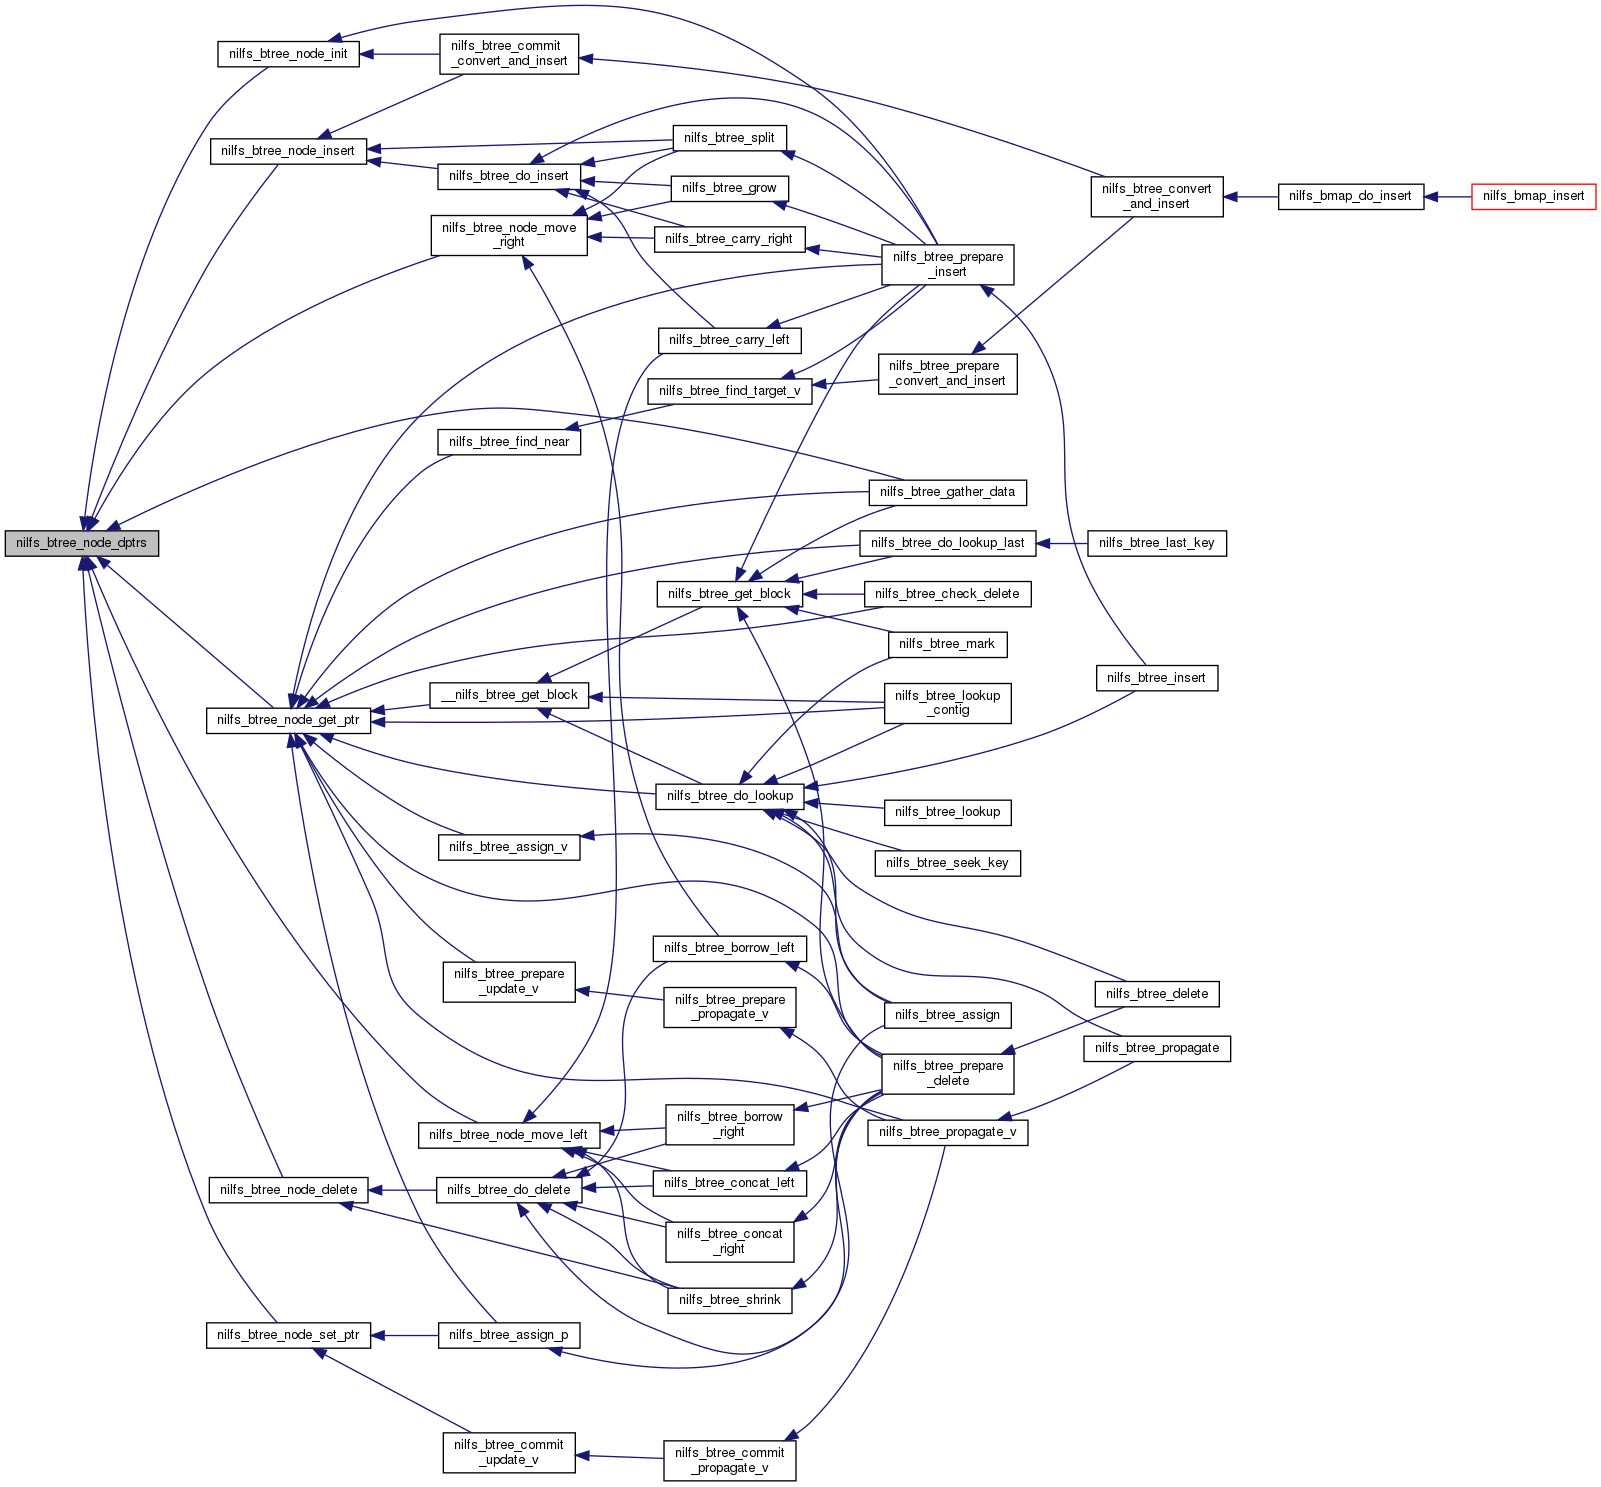 nilfs_btree_node_dptrs
nilfs_btree_node_init
nilfs_btree_node_insert
nilfs_btree_node_move
_right
nilfs_btree_node_get_ptr
nilfs_btree_node_move_left
nilfs_btree_node_delete
nilfs_btree_node_set_ptr
nilfs_btree_commit
_convert_and_insert
nilfs_btree_do_insert
nilfs_btree_find_near
__nilfs_btree_get_block
nilfs_btree_assign_v
nilfs_btree_prepare
_update_v
nilfs_btree_do_delete
nilfs_btree_assign_p
nilfs_btree_commit
_update_v
nilfs_btree_split
nilfs_btree_grow
nilfs_btree_carry_right
nilfs_btree_carry_left
nilfs_btree_find_target_v
nilfs_btree_get_block
nilfs_btree_do_lookup
nilfs_btree_borrow_left
nilfs_btree_prepare
_propagate_v
nilfs_btree_borrow
_right
nilfs_btree_concat_left
nilfs_btree_concat
_right
nilfs_btree_shrink
nilfs_btree_commit
_propagate_v
nilfs_btree_prepare
_insert
nilfs_btree_prepare
_convert_and_insert
nilfs_btree_gather_data
nilfs_btree_do_lookup_last
nilfs_btree_check_delete
nilfs_btree_mark
nilfs_btree_lookup
_contig
nilfs_btree_lookup
nilfs_btree_seek_key
nilfs_btree_assign
nilfs_btree_prepare
_delete
nilfs_btree_propagate_v
nilfs_btree_convert
_and_insert
nilfs_btree_last_key
nilfs_btree_insert
nilfs_btree_delete
nilfs_btree_propagate
nilfs_bmap_do_insert
nilfs_bmap_insert